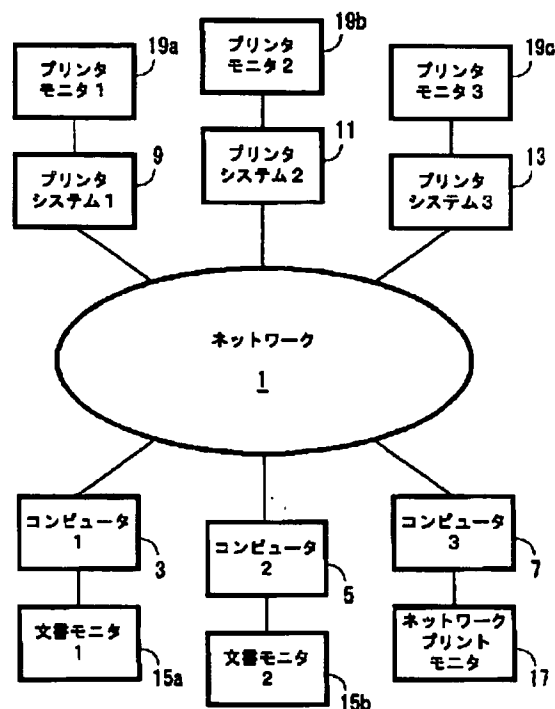 19a
プリンタ
モニタ1
19b
プリンタ
モニタ2
19c
プリンタ
モニタ3
9
プリンタ
システム1
11
プリンタ
システム2
13
プリンタ
システム3
ネットワーク
1
コンピュータ
1
3
コンピュータ
2
5
コンピュータ
3
7
文書モニタ
1
15a
文書モニタ
2
15b
ネットワーク
プリント
モニタ
17